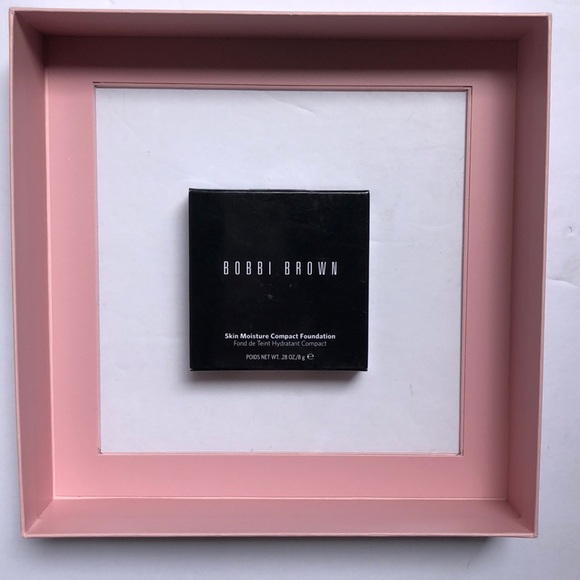 BOBBI BROWN
Skin Moisture Compact Foundation
Fond de Teint Hydratant Compact
POIDS NET WT. .28 OZ./8 g ℮